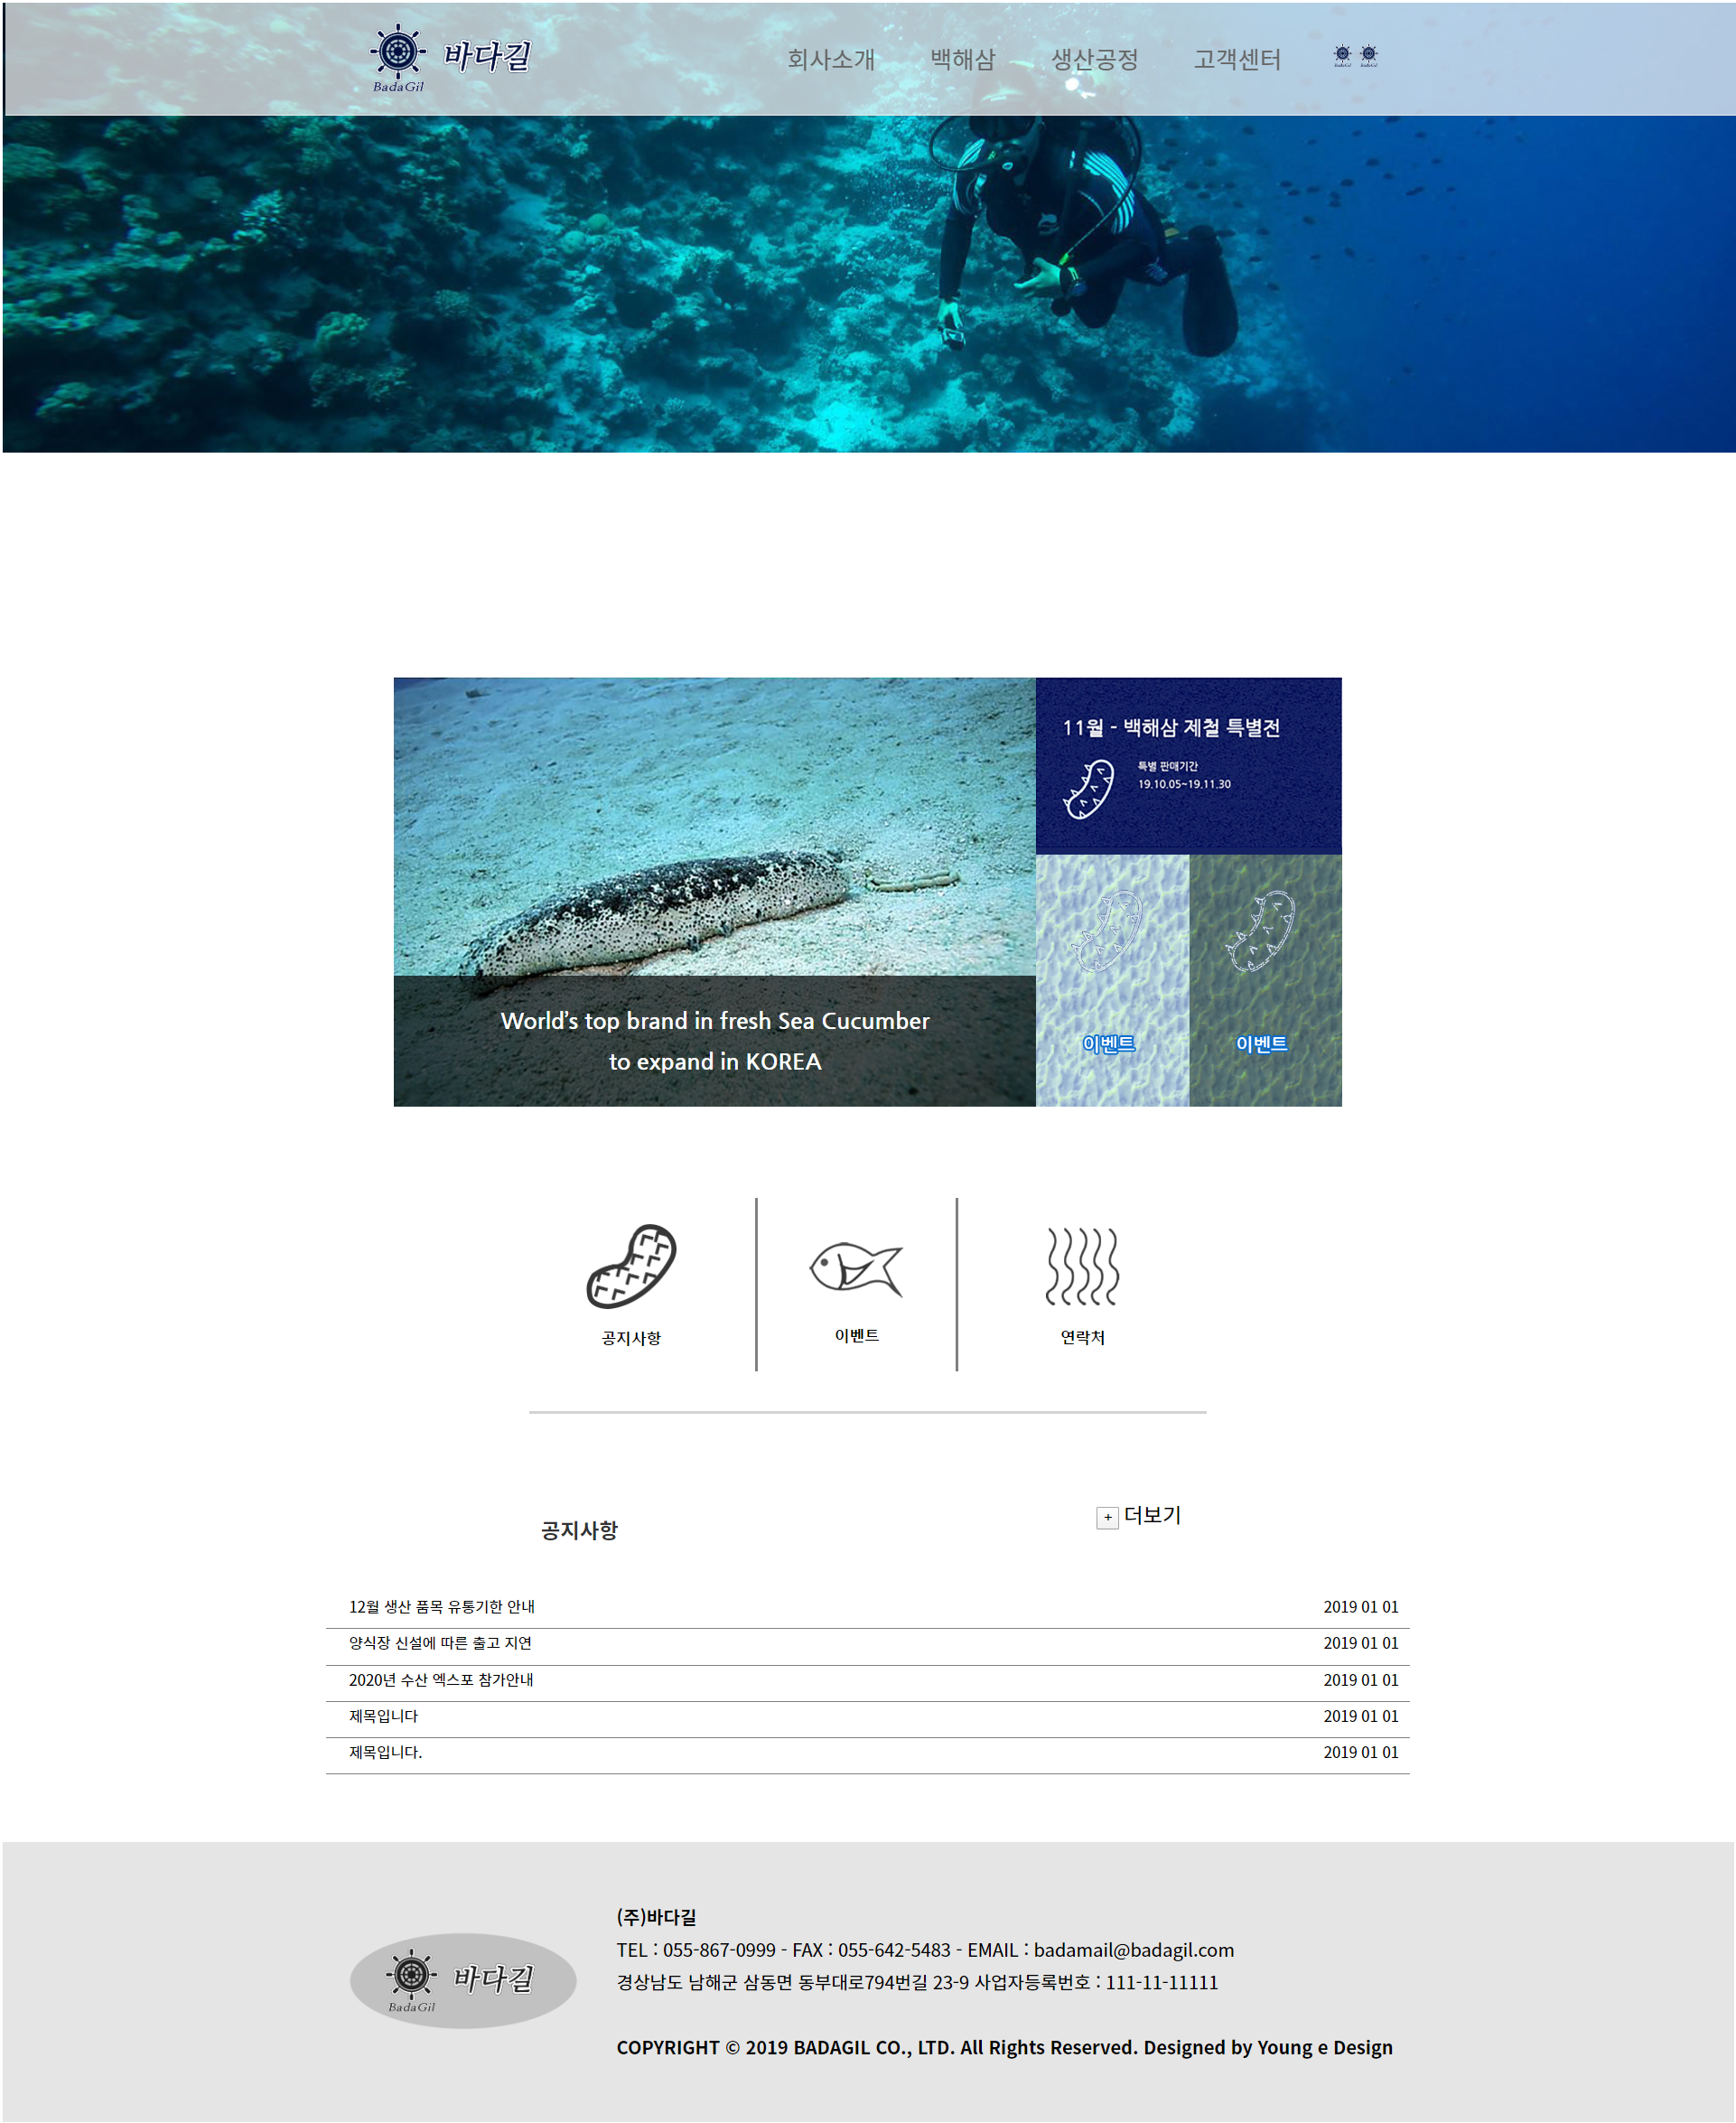 BadaGil
바다길
회사소개 백해삼 생산공정 고객센터
11월 - 백해삼 제철 특별전
특별 판매기간
19.10.05~19.11.30
World’s top brand in fresh Sea Cucumber
to expand in KOREA
이벤트 이벤트
공지사항 이벤트 연락처
공지사항
+ 더보기
12월 생산 품목 유통기한 안내 2019 01 01
양식장 신설에 따른 출고 지연 2019 01 01
2020년 수산 엑스포 참가안내 2019 01 01
제목입니다 2019 01 01
제목입니다. 2019 01 01
BadaGil
바다길
(주)바다길
TEL : 055-867-0999 - FAX : 055-642-5483 - EMAIL : badamail@badagil.com
경상남도 남해군 삼동면 동부대로794번길 23-9 사업자등록번호 : 111-11-11111
COPYRIGHT © 2019 BADAGIL CO., LTD. All Rights Reserved. Designed by Young e Design